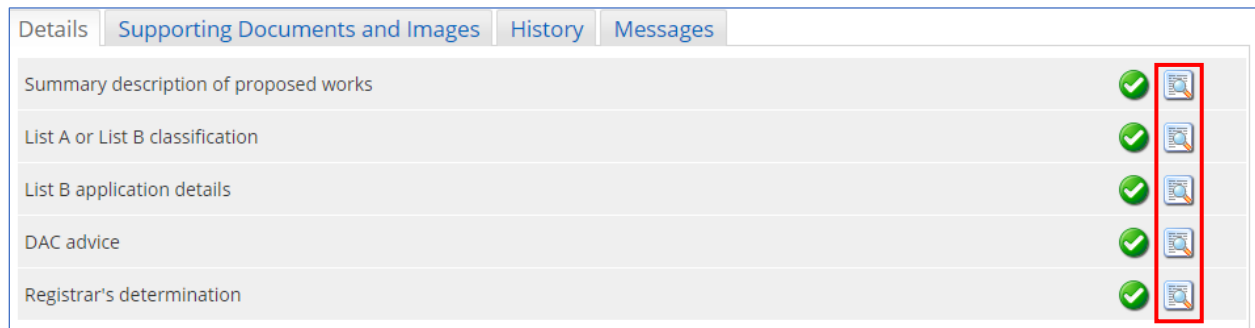 Details Supporting Documents and Images History Messages
Summary description of proposed works
List A or List B classification
List B application details
DAC advice
Registrar's determination